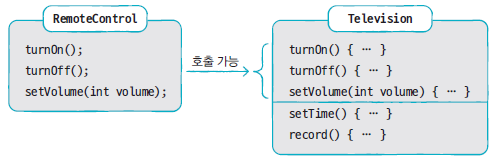 RemoteControl
turnOn();
turnOff();
setVolume(int volume);
호출 가능
Television
turnOn() { … }
turnOff() { … }
setVolume(int volume) { … }
setTime() { … }
record() { … }